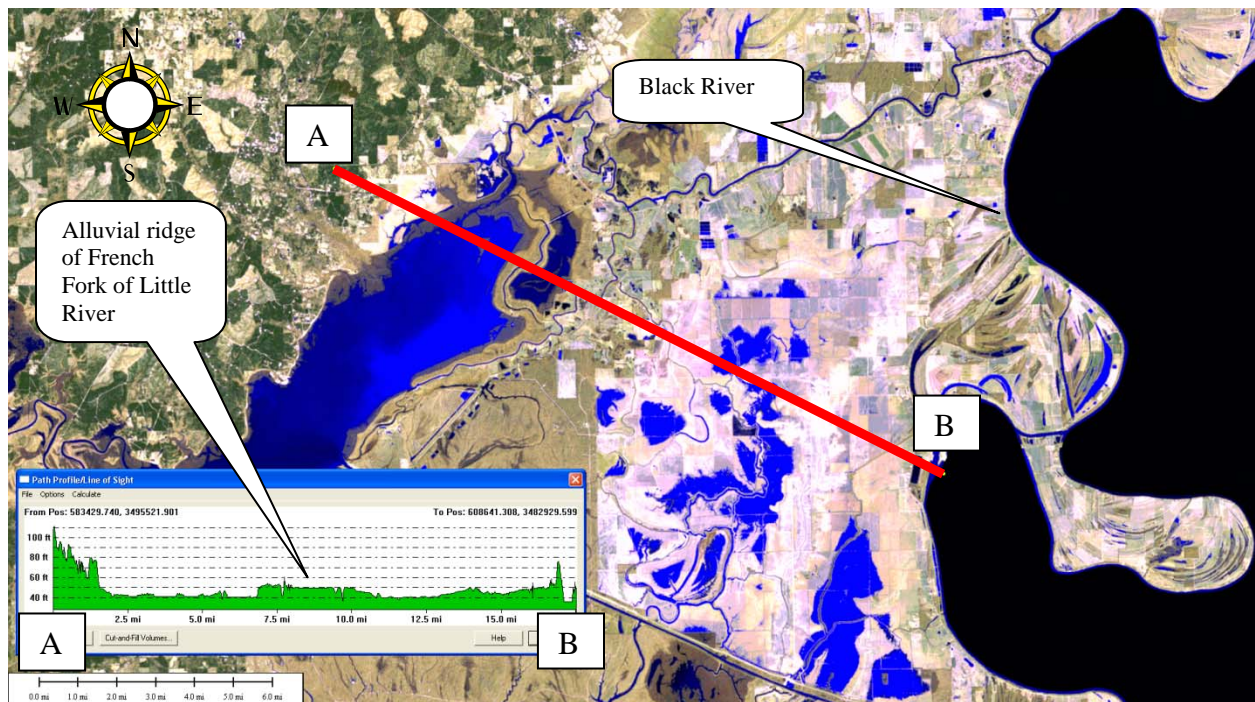 N
W E
S
A
Black River
Alluvial ridge
of French
Fork of Little
River
B
Path Profile/Line of Sight
File Options Calculate
From Pos: 583429.740, 3495521.901 To Pos: 608641.308, 3482929.599
100 ft
80 ft
60 ft
40 ft
2.5 mi 5.0 mi 7.5 mi 10.0 mi 12.5 mi 15.0 mi
A Cut-and-Fill Volumes... Help B
0.0 mi 1.0 mi 2.0 mi 3.0 mi 4.0 mi 5.0 mi 6.0 mi